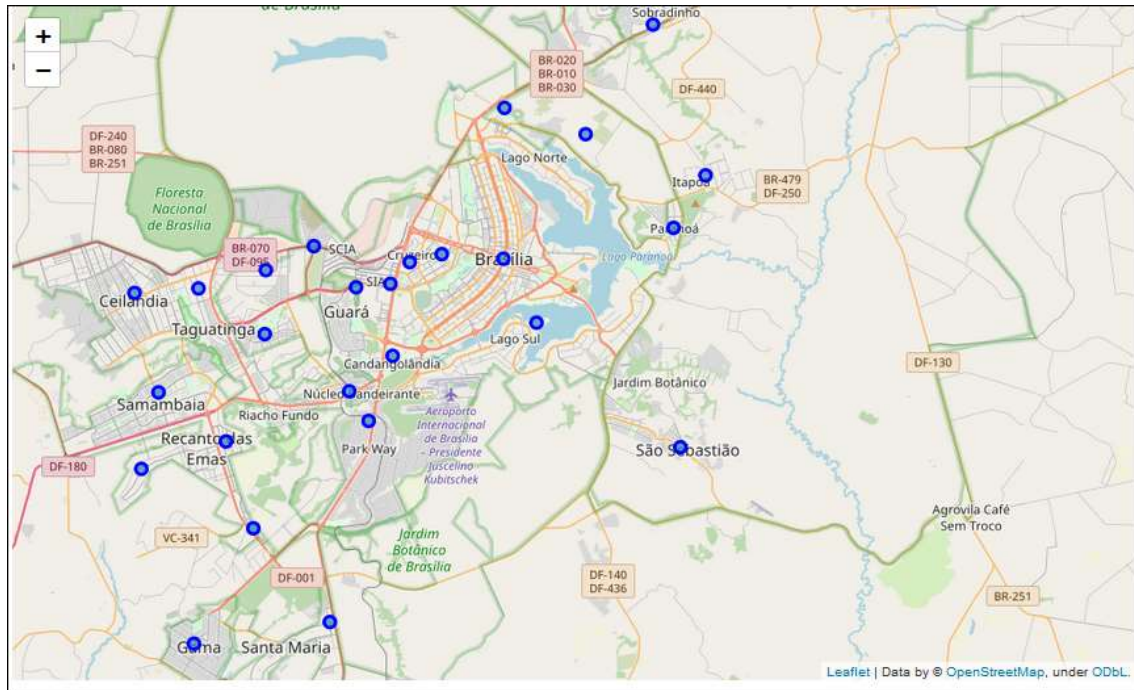 de Brasília
Sobradinho
+
−
BR-020
BR-010
BR-030
DF-440
DF-240
BR-080
BR-251
Lago Norte
Itapoã
BR-479
DF-250
Floresta
Nacional
de Brasília
Paranoá
BR-070
DF-095
SCIA
Cruzeiro
Brasília
Lago Paranoá
Ceilândia
SIA
Guará
Taguatinga
Lago Sul
Candangolândia
DF-130
Jardim Botânico
Samambaia
Núcleo Bandeirante
Riacho Fundo
Aeroporto
Internacional
de Brasília
– Presidente
Juscelino
Kubitschek
Recanto das
Emas
Park Way
São Sebastião
DF-180
Agrovila Café
Sem Troco
VC-341
Jardim
Botânico
de Brasília
DF-001
DF-140
DF-436
BR-251
Gama
Santa Maria
Leaflet | Data by © OpenStreetMap, under ODbL.